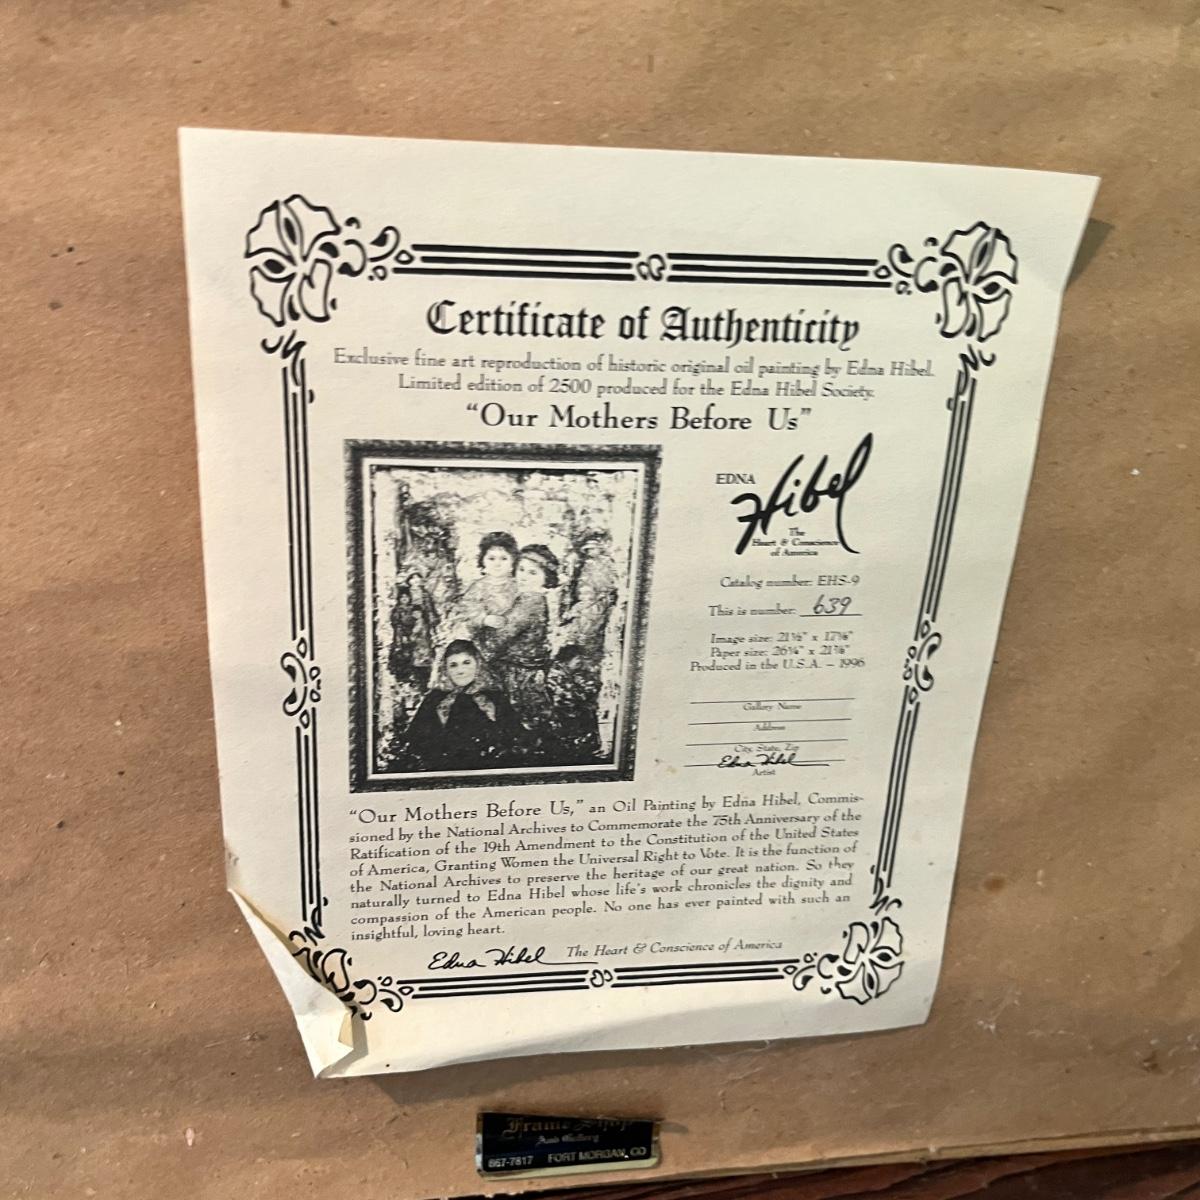 Certificate of Authenticity
Exclusive fine art reproduction of historic original oil painting by Edna Hibel.
Limited edition of 2500 produced for the Edna Hibel Society.
“Our Mothers Before Us”
EDNA
Hibel
The
Heart & Conscience
of America
Catalog number: EHS-9
This is number: 639
Image size: 21½" x 17⅛"
Paper size: 26¼" x 21⅞"
Produced in the U.S.A. – 1996
Gallery Name
Address
City, State, Zip
Edna Hibel
Artist
“Our Mothers Before Us,” an Oil Painting by Edna Hibel, Commis-
sioned by the National Archives to Commemorate the 75th Anniversary of the
Ratification of the 19th Amendment to the Constitution of the United States
of America, Granting Women the Universal Right to Vote. It is the function of
the National Archives to preserve the heritage of our great nation. So they
naturally turned to Edna Hibel whose life's work chronicles the dignity and
compassion of the American people. No one has ever painted with such an
insightful, loving heart.
Edna Hibel The Heart & Conscience of America
Frame Shop
And Gallery
867-7817 FORT MORGAN, CO